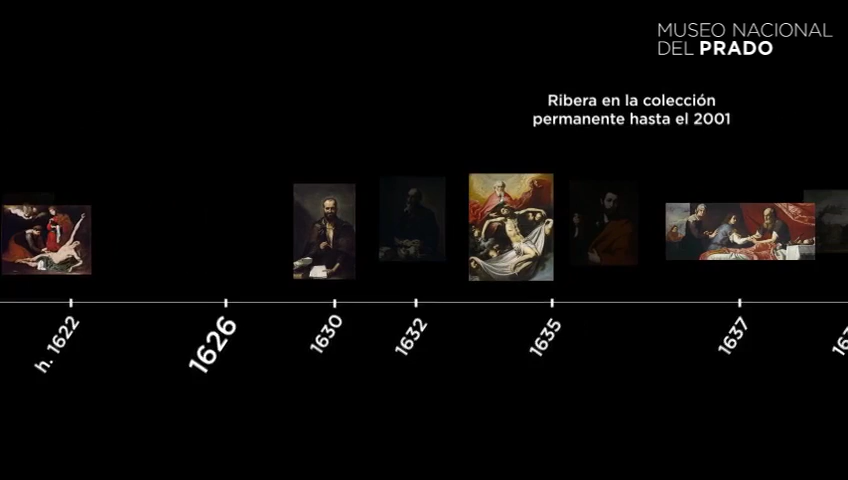 MUSEO NACIONAL
DEL PRADO
Ribera en la colección
permanente hasta el 2001
h. 1622
1626
1630
1632
1635
1637